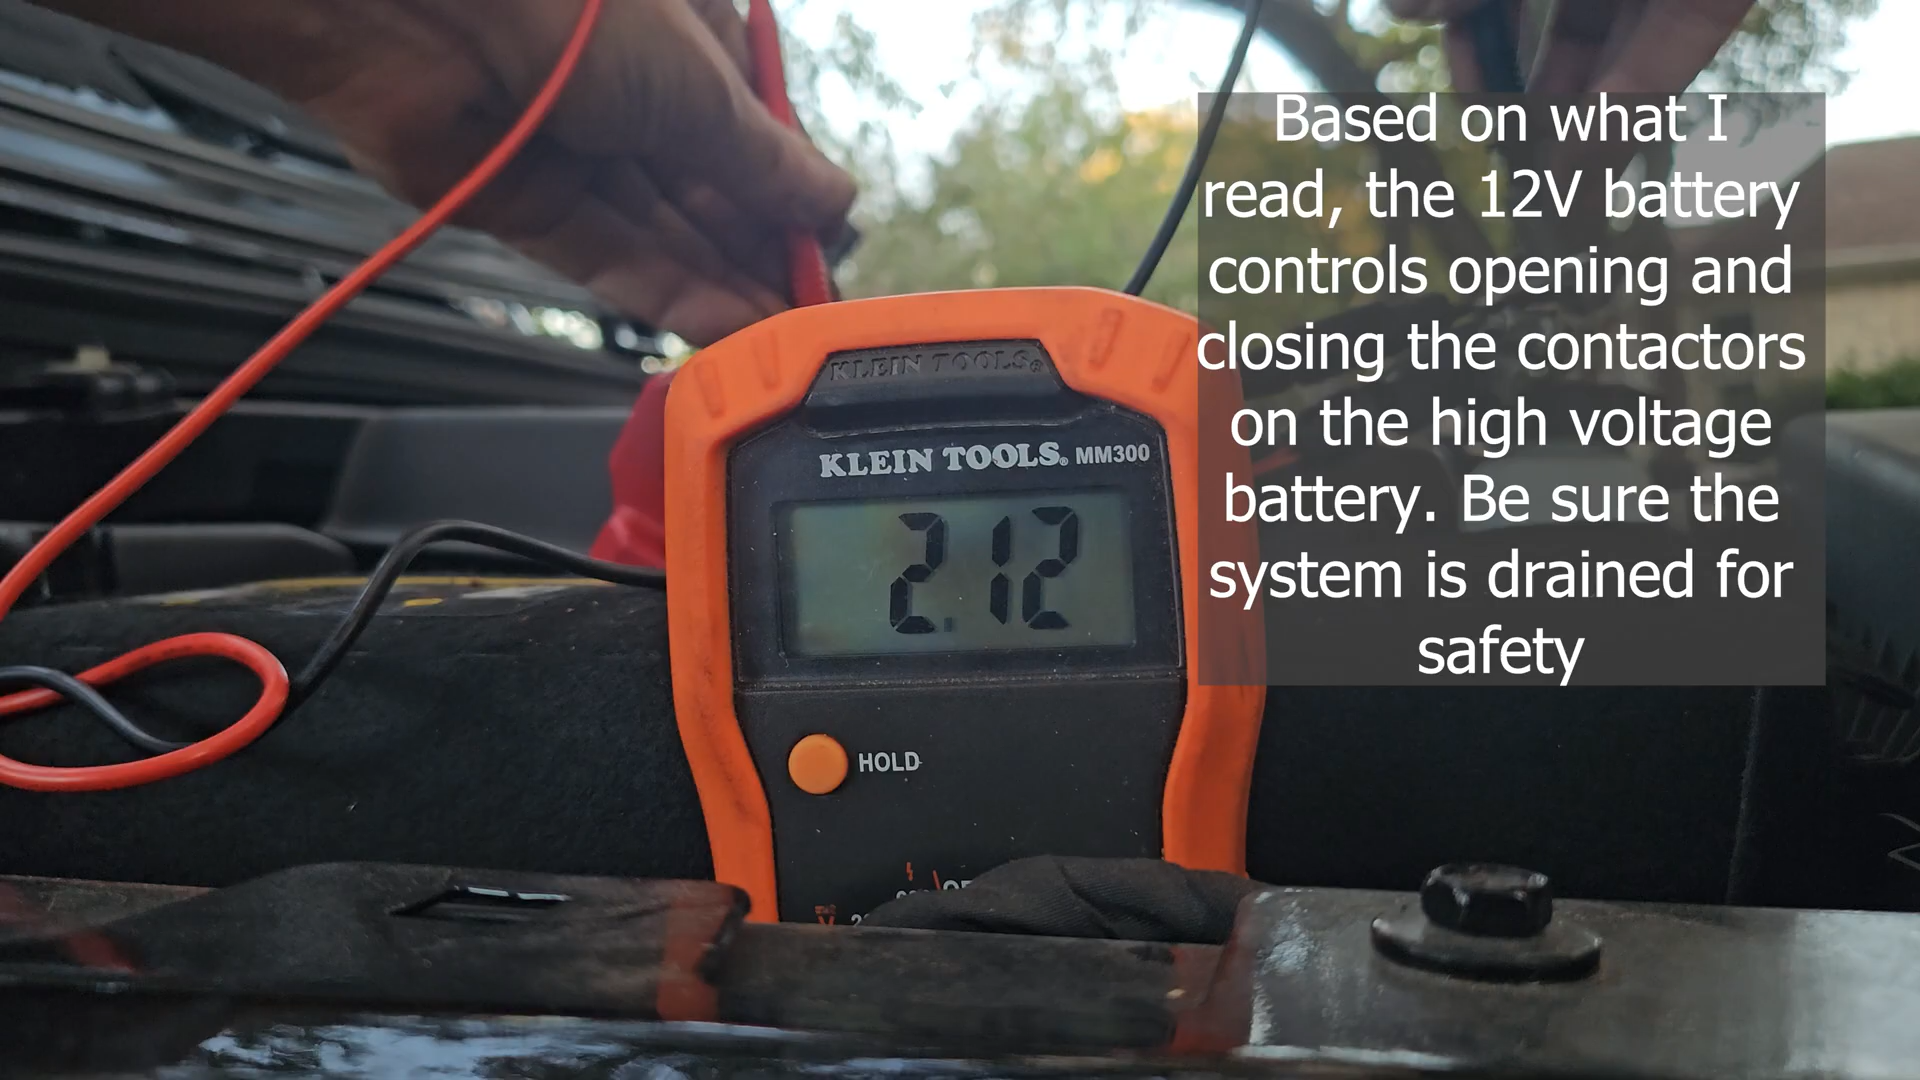 Based on what I
read, the 12V battery
controls opening and
closing the contactors
on the high voltage
battery. Be sure the
system is drained for
safety
KLEIN TOOLS®
KLEIN TOOLS® MM300
2.12
HOLD